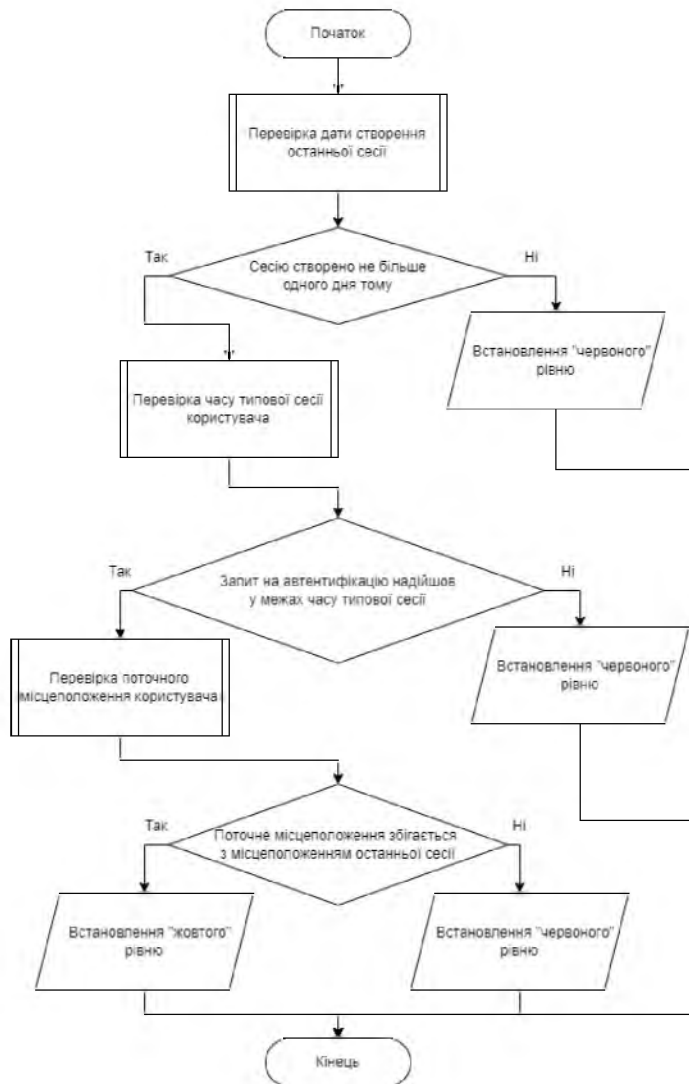 Початок
Перевірка дати створення
останньої сесії
Так
Ні
Сесію створено не більше
одного дня тому
Встановлення "червоного"
рівню
Перевірка часу типової сесії
користувача
Так
Ні
Запит на автентифікацію надійшов
у межах часу типової сесії
Перевірка поточного
місцеположення користувача
Встановлення "червоного"
рівню
Так
Ні
Поточне місцеположення збігається
з місцеположенням останньої сесії
Встановлення "жовтого"
рівню
Встановлення "червоного"
рівню
Кінець